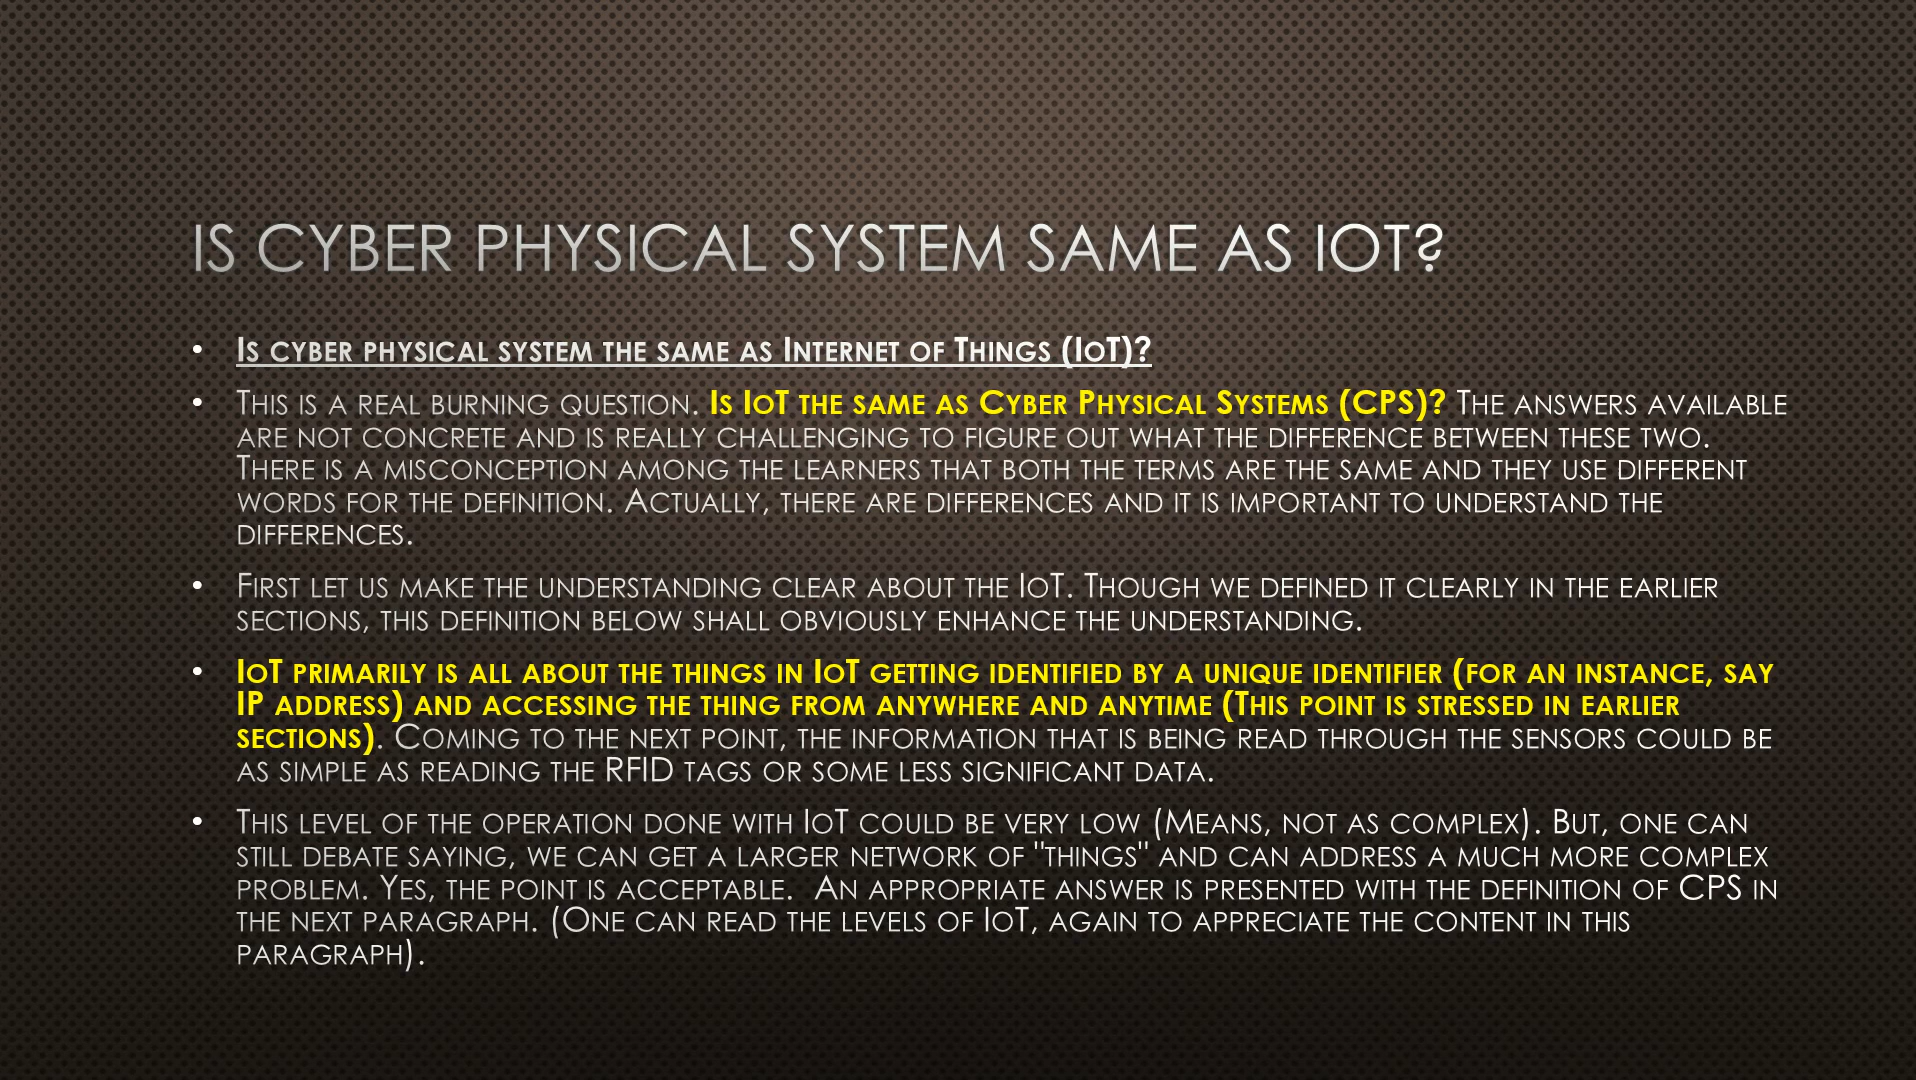 IS CYBER PHYSICAL SYSTEM SAME AS IOT?
• Is cyber physical system the same as Internet of Things (IoT)?
• This is a real burning question. Is IoT the same as Cyber Physical Systems (CPS)? The answers available
are not concrete and is really challenging to figure out what the difference between these two.
There is a misconception among the learners that both the terms are the same and they use different
words for the definition. Actually, there are differences and it is important to understand the
differences.
• First let us make the understanding clear about the IoT. Though we defined it clearly in the earlier
sections, this definition below shall obviously enhance the understanding.
• IoT primarily is all about the things in IoT getting identified by a unique identifier (for an instance, say
IP address) and accessing the thing from anywhere and anytime (This point is stressed in earlier
sections). Coming to the next point, the information that is being read through the sensors could be
as simple as reading the RFID tags or some less significant data.
• This level of the operation done with IoT could be very low (Means, not as complex). But, one can
still debate saying, we can get a larger network of "things" and can address a much more complex
problem. Yes, the point is acceptable.  An appropriate answer is presented with the definition of CPS in
the next paragraph. (One can read the levels of IoT, again to appreciate the content in this
paragraph).